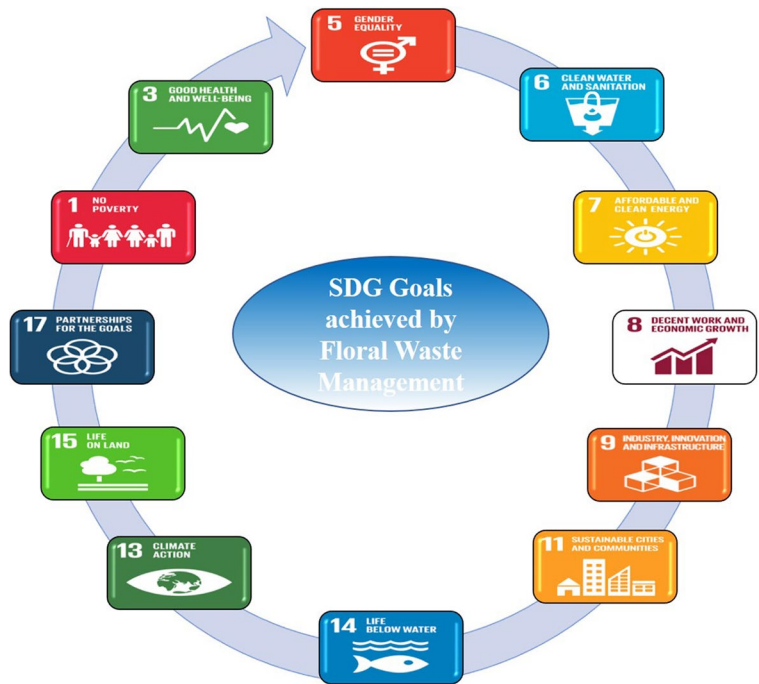 5 GENDER
EQUALITY
6 CLEAN WATER
AND SANITATION
7 AFFORDABLE AND
CLEAN ENERGY
8 DECENT WORK AND
ECONOMIC GROWTH
9 INDUSTRY, INNOVATION
AND INFRASTRUCTURE
11 SUSTAINABLE CITIES
AND COMMUNITIES
14 LIFE
BELOW WATER
13 CLIMATE
ACTION
15 LIFE
ON LAND
17 PARTNERSHIPS
FOR THE GOALS
1 NO
POVERTY
3 GOOD HEALTH
AND WELL-BEING
SDG Goals
achieved by
Floral Waste
Management